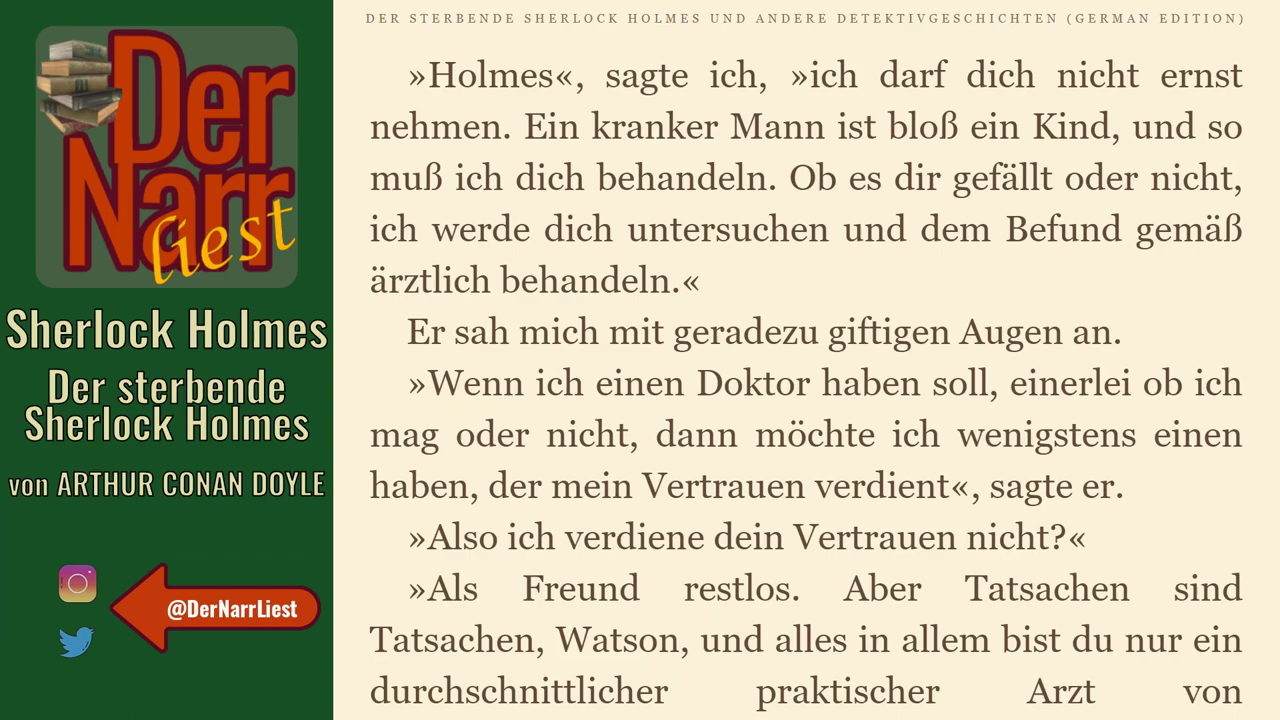 Der
Narr
liest
Sherlock Holmes
Der sterbende
Sherlock Holmes
von ARTHUR CONAN DOYLE
@DerNarrLiest
DER STERBENDE SHERLOCK HOLMES UND ANDERE DETEKTIVGESCHICHTEN (GERMAN EDITION)
»Holmes«, sagte ich, »ich darf dich nicht ernst
nehmen. Ein kranker Mann ist bloß ein Kind, und so
muß ich dich behandeln. Ob es dir gefällt oder nicht,
ich werde dich untersuchen und dem Befund gemäß
ärztlich behandeln.«
Er sah mich mit geradezu giftigen Augen an.
»Wenn ich einen Doktor haben soll, einerlei ob ich
mag oder nicht, dann möchte ich wenigstens einen
haben, der mein Vertrauen verdient«, sagte er.
»Also ich verdiene dein Vertrauen nicht?«
»Als Freund restlos. Aber Tatsachen sind
Tatsachen, Watson, und alles in allem bist du nur ein
durchschnittlicher praktischer Arzt von